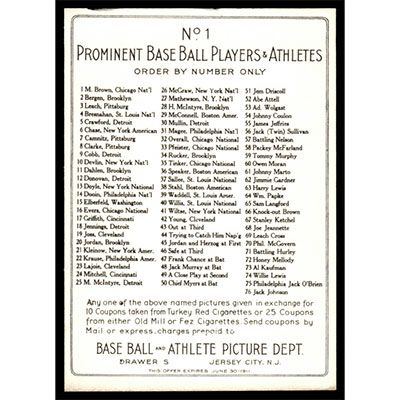 No. 1
PROMINENT BASE BALL PLAYERS & ATHLETES
ORDER BY NUMBER ONLY
1 M. Brown, Chicago Nat'l
2 Bergen, Brooklyn
3 Leach, Pittsburg
4 Bresnahan, St. Louis Nat'l
5 Crawford, Detroit
6 Chase, New York American
7 Camnitz, Pittsburg
8 Clarke, Pittsburg
9 Cobb, Detroit
10 Devlin, New York Nat'l
11 Dahlen, Brooklyn
12 Donovan, Detroit
13 Doyle, New York National
14 Dooin, Philadelphia Nat'l
15 Elberfeld, Washington
16 Evers, Chicago National
17 Griffith, Cincinnati
18 Jennings, Detroit
19 Joss, Cleveland
20 Jordan, Brooklyn
21 Kleinow, New York Amer.
22 Krause, Philadelphia Amer.
23 Lajoie, Cleveland
24 Mitchell, Cincinnati
25 M. McIntyre, Detroit
26 McGraw, New York Nat'l
27 Mathewson, N. Y. Nat'l
28 H. McIntyre, Brooklyn
29 McConnell, Boston Amer.
30 Mullin, Detroit
31 Magee, Philadelphia Nat'l
32 Overall, Chicago National
33 Pfeister, Chicago National
34 Rucker, Brooklyn
35 Tinker, Chicago National
36 Speaker, Boston American
37 Sallee, St. Louis National
38 Stahl, Boston American
39 Waddell, St. Louis Amer.
40 Willis, St. Louis National
41 Wiltse, New York National
42 Young, Cleveland
43 Out at Third
44 Trying to Catch Him Nap'g
45 Jordan and Herzog at First
46 Safe at Third
47 Frank Chance at Bat
48 Jack Murray at Bat
49 A Close Play at Second
50 Chief Myers at Bat
51 Jem Driscoll
52 Abe Attell
53 Ad. Wolgast
54 Johnny Coulon
55 James Jeffries
56 Jack (Twin) Sullivan
57 Battling Nelson
58 Packey McFarland
59 Tommy Murphy
60 Owen Moran
61 Johnny Marto
62 Jimmie Gardner
63 Harry Lewis
64 Wm. Papke
65 Sam Langford
66 Knock-out Brown
67 Stanley Ketchel
68 Joe Jeannette
69 Leach Cross
70 Phil. McGovern
71 Battling Hurley
72 Honey Mellody
73 Al Kaufman
74 Willie Lewis
75 Philadelphia Jack O'Brien
76 Jack Johnson
Any one of the above named pictures given in exchange for
10 Coupons taken from Turkey Red Cigarettes or 25 Coupons
from either Old Mill or Fez Cigarettes. Send coupons by
Mail or express, charges prepaid to
BASE BALL AND ATHLETE PICTURE DEPT.
DRAWER S JERSEY CITY, N.J.
THIS OFFER EXPIRES JUNE 30-1911